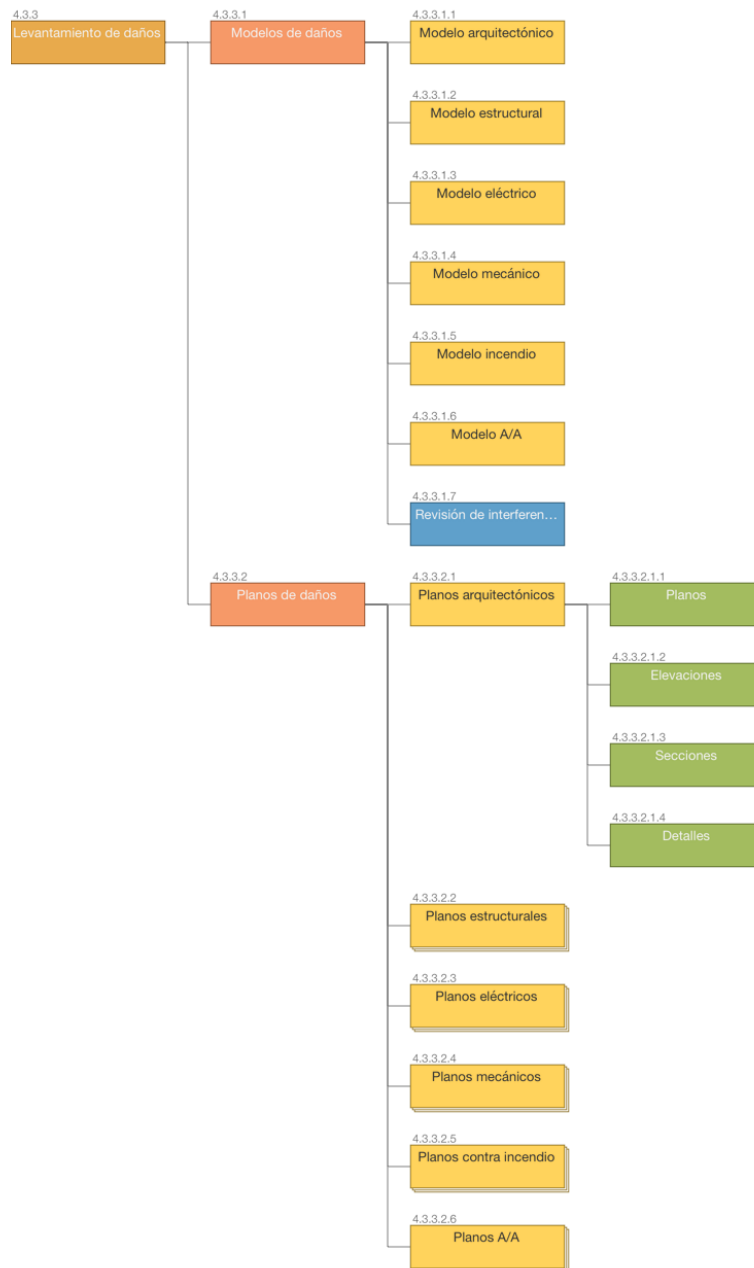 4.3.3
Levantamiento de daños
4.3.3.1
Modelos de daños
4.3.3.1.1
Modelo arquitectónico
4.3.3.1.2
Modelo estructural
4.3.3.1.3
Modelo eléctrico
4.3.3.1.4
Modelo mecánico
4.3.3.1.5
Modelo incendio
4.3.3.1.6
Modelo A/A
4.3.3.1.7
Revisión de interferen…
4.3.3.2
Planos de daños
4.3.3.2.1
Planos arquitectónicos
4.3.3.2.1.1
Planos
4.3.3.2.1.2
Elevaciones
4.3.3.2.1.3
Secciones
4.3.3.2.1.4
Detalles
4.3.3.2.2
Planos estructurales
4.3.3.2.3
Planos eléctricos
4.3.3.2.4
Planos mecánicos
4.3.3.2.5
Planos contra incendio
4.3.3.2.6
Planos A/A